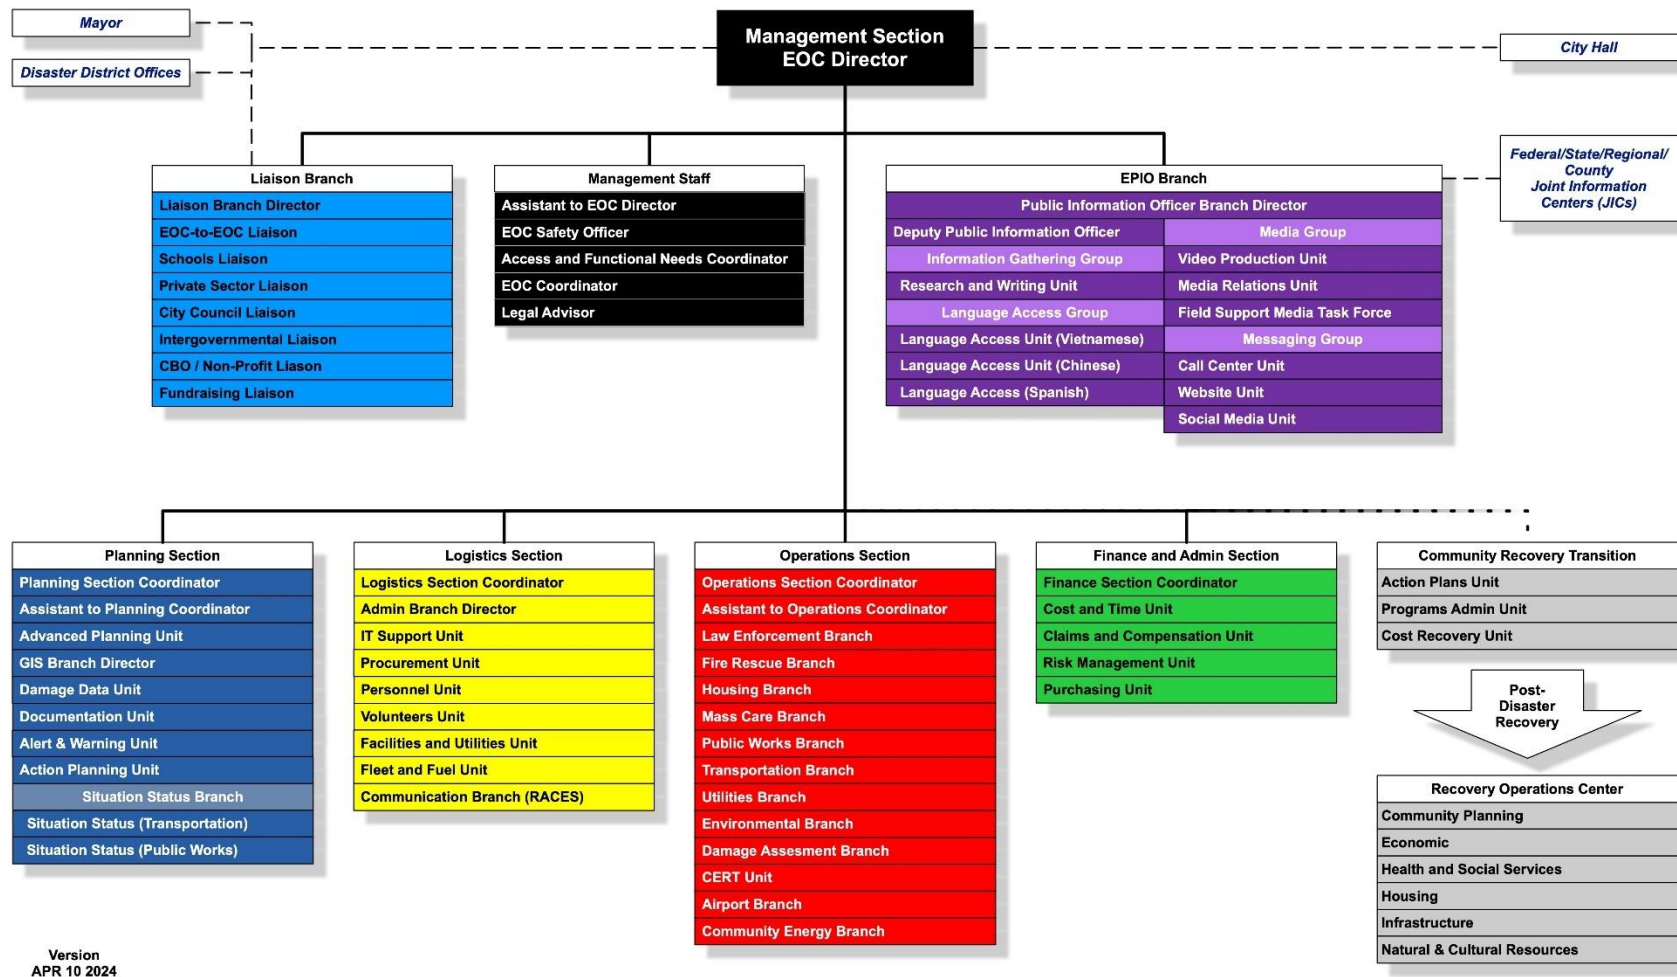 Mayor
Disaster District Offices
Management Section
EOC Director
City Hall
Federal/State/Regional/
County
Joint Information
Centers (JICs)
Liaison Branch
Liaison Branch Director
EOC-to-EOC Liaison
Schools Liaison
Private Sector Liaison
City Council Liaison
Intergovernmental Liaison
CBO / Non-Profit Liason
Fundraising Liaison
Management Staff
Assistant to EOC Director
EOC Safety Officer
Access and Functional Needs Coordinator
EOC Coordinator
Legal Advisor
EPIO Branch
Public Information Officer Branch Director
Deputy Public Information Officer
Information Gathering Group
Research and Writing Unit
Language Access Group
Language Access Unit (Vietnamese)
Language Access Unit (Chinese)
Language Access (Spanish)
Media Group
Video Production Unit
Media Relations Unit
Field Support Media Task Force
Messaging Group
Call Center Unit
Website Unit
Social Media Unit
Planning Section
Planning Section Coordinator
Assistant to Planning Coordinator
Advanced Planning Unit
GIS Branch Director
Damage Data Unit
Documentation Unit
Alert & Warning Unit
Action Planning Unit
Situation Status Branch
Situation Status (Transportation)
Situation Status (Public Works)
Logistics Section
Logistics Section Coordinator
Admin Branch Director
IT Support Unit
Procurement Unit
Personnel Unit
Volunteers Unit
Facilities and Utilities Unit
Fleet and Fuel Unit
Communication Branch (RACES)
Operations Section
Operations Section Coordinator
Assistant to Operations Coordinator
Law Enforcement Branch
Fire Rescue Branch
Housing Branch
Mass Care Branch
Public Works Branch
Transportation Branch
Utilities Branch
Environmental Branch
Damage Assesment Branch
CERT Unit
Airport Branch
Community Energy Branch
Finance and Admin Section
Finance Section Coordinator
Cost and Time Unit
Claims and Compensation Unit
Risk Management Unit
Purchasing Unit
Community Recovery Transition
Action Plans Unit
Programs Admin Unit
Cost Recovery Unit
Post-
Disaster
Recovery
Recovery Operations Center
Community Planning
Economic
Health and Social Services
Housing
Infrastructure
Natural & Cultural Resources
Version
APR 10 2024